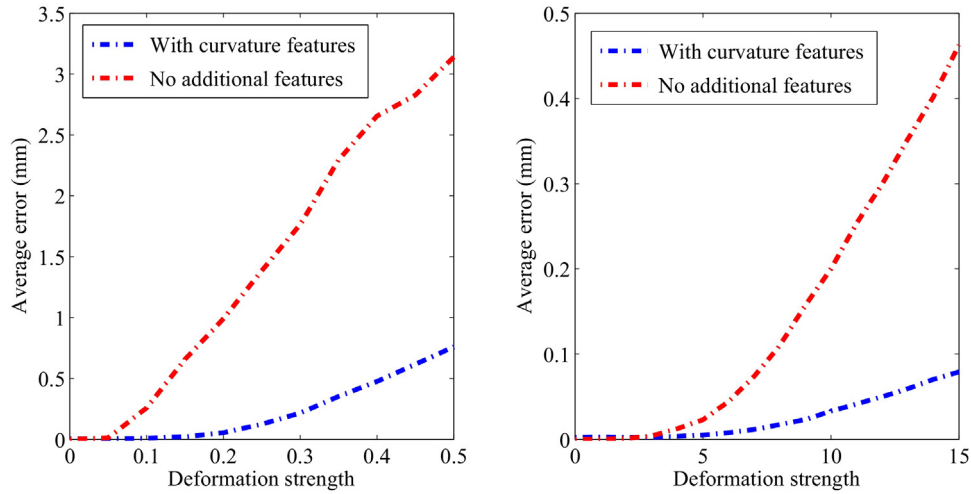 3.5
3
2.5
2
1.5
1
0.5
0
Average error (mm)
With curvature features
No additional features
0 0.1 0.2 0.3 0.4 0.5
Deformation strength
0.5
0.4
0.3
0.2
0.1
0
Average error (mm)
With curvature features
No additional features
0 5 10 15
Deformation strength